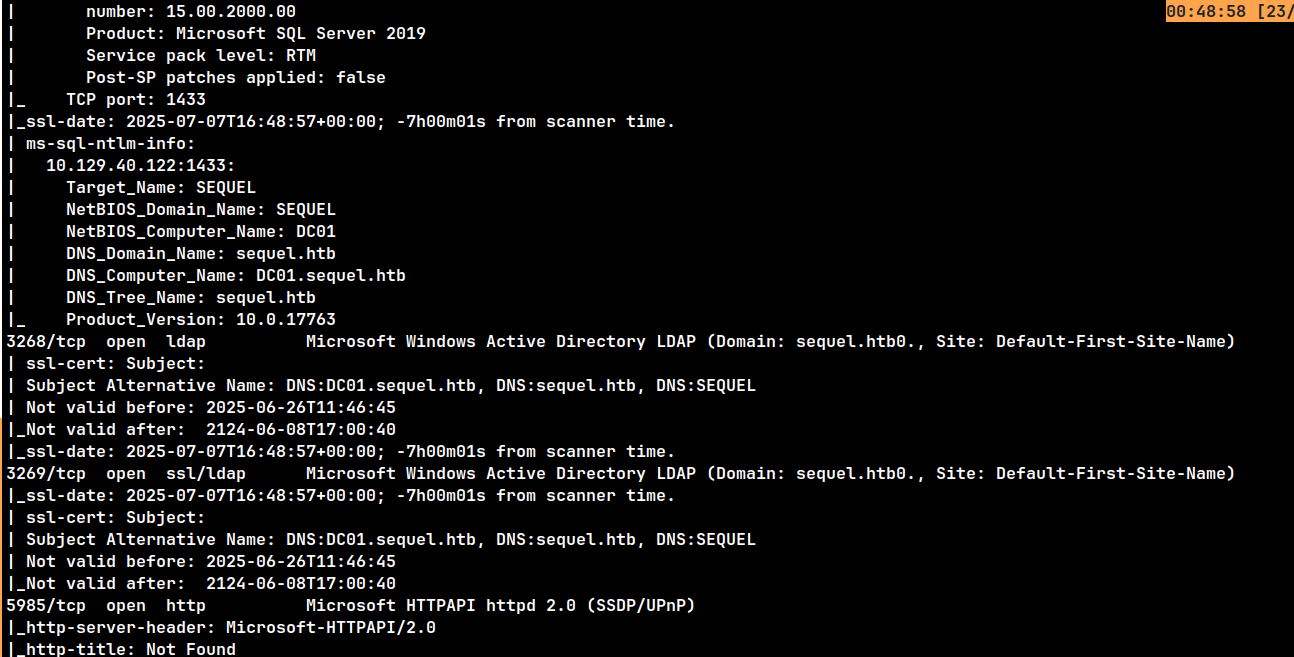 |       number: 15.00.2000.00
00:48:58 [23/
|       Product: Microsoft SQL Server 2019
|       Service pack level: RTM
|       Post-SP patches applied: false
|_    TCP port: 1433
|_ssl-date: 2025-07-07T16:48:57+00:00; -7h00m01s from scanner time.
| ms-sql-ntlm-info:
|   10.129.40.122:1433:
|     Target_Name: SEQUEL
|     NetBIOS_Domain_Name: SEQUEL
|     NetBIOS_Computer_Name: DC01
|     DNS_Domain_Name: sequel.htb
|     DNS_Computer_Name: DC01.sequel.htb
|     DNS_Tree_Name: sequel.htb
|_    Product_Version: 10.0.17763
3268/tcp  open  ldap          Microsoft Windows Active Directory LDAP (Domain: sequel.htb0., Site: Default-First-Site-Name)
| ssl-cert: Subject:
| Subject Alternative Name: DNS:DC01.sequel.htb, DNS:sequel.htb, DNS:SEQUEL
| Not valid before: 2025-06-26T11:46:45
|_Not valid after:  2124-06-08T17:00:40
|_ssl-date: 2025-07-07T16:48:57+00:00; -7h00m01s from scanner time.
3269/tcp  open  ssl/ldap      Microsoft Windows Active Directory LDAP (Domain: sequel.htb0., Site: Default-First-Site-Name)
|_ssl-date: 2025-07-07T16:48:57+00:00; -7h00m01s from scanner time.
| ssl-cert: Subject:
| Subject Alternative Name: DNS:DC01.sequel.htb, DNS:sequel.htb, DNS:SEQUEL
| Not valid before: 2025-06-26T11:46:45
|_Not valid after:  2124-06-08T17:00:40
5985/tcp  open  http          Microsoft HTTPAPI httpd 2.0 (SSDP/UPnP)
|_http-server-header: Microsoft-HTTPAPI/2.0
|_http-title: Not Found